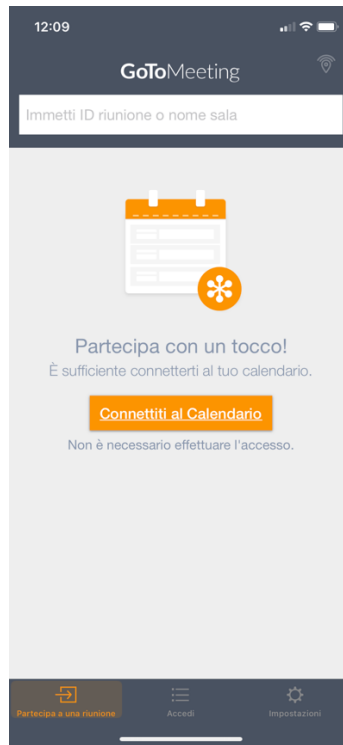 12:09
GoToMeeting
Immetti ID riunione o nome sala
Partecipa con un tocco!
È sufficiente connetterti al tuo calendario.
Connettiti al Calendario
Non è necessario effettuare l'accesso.
Partecipa a una riunione
Accedi
Impostazioni